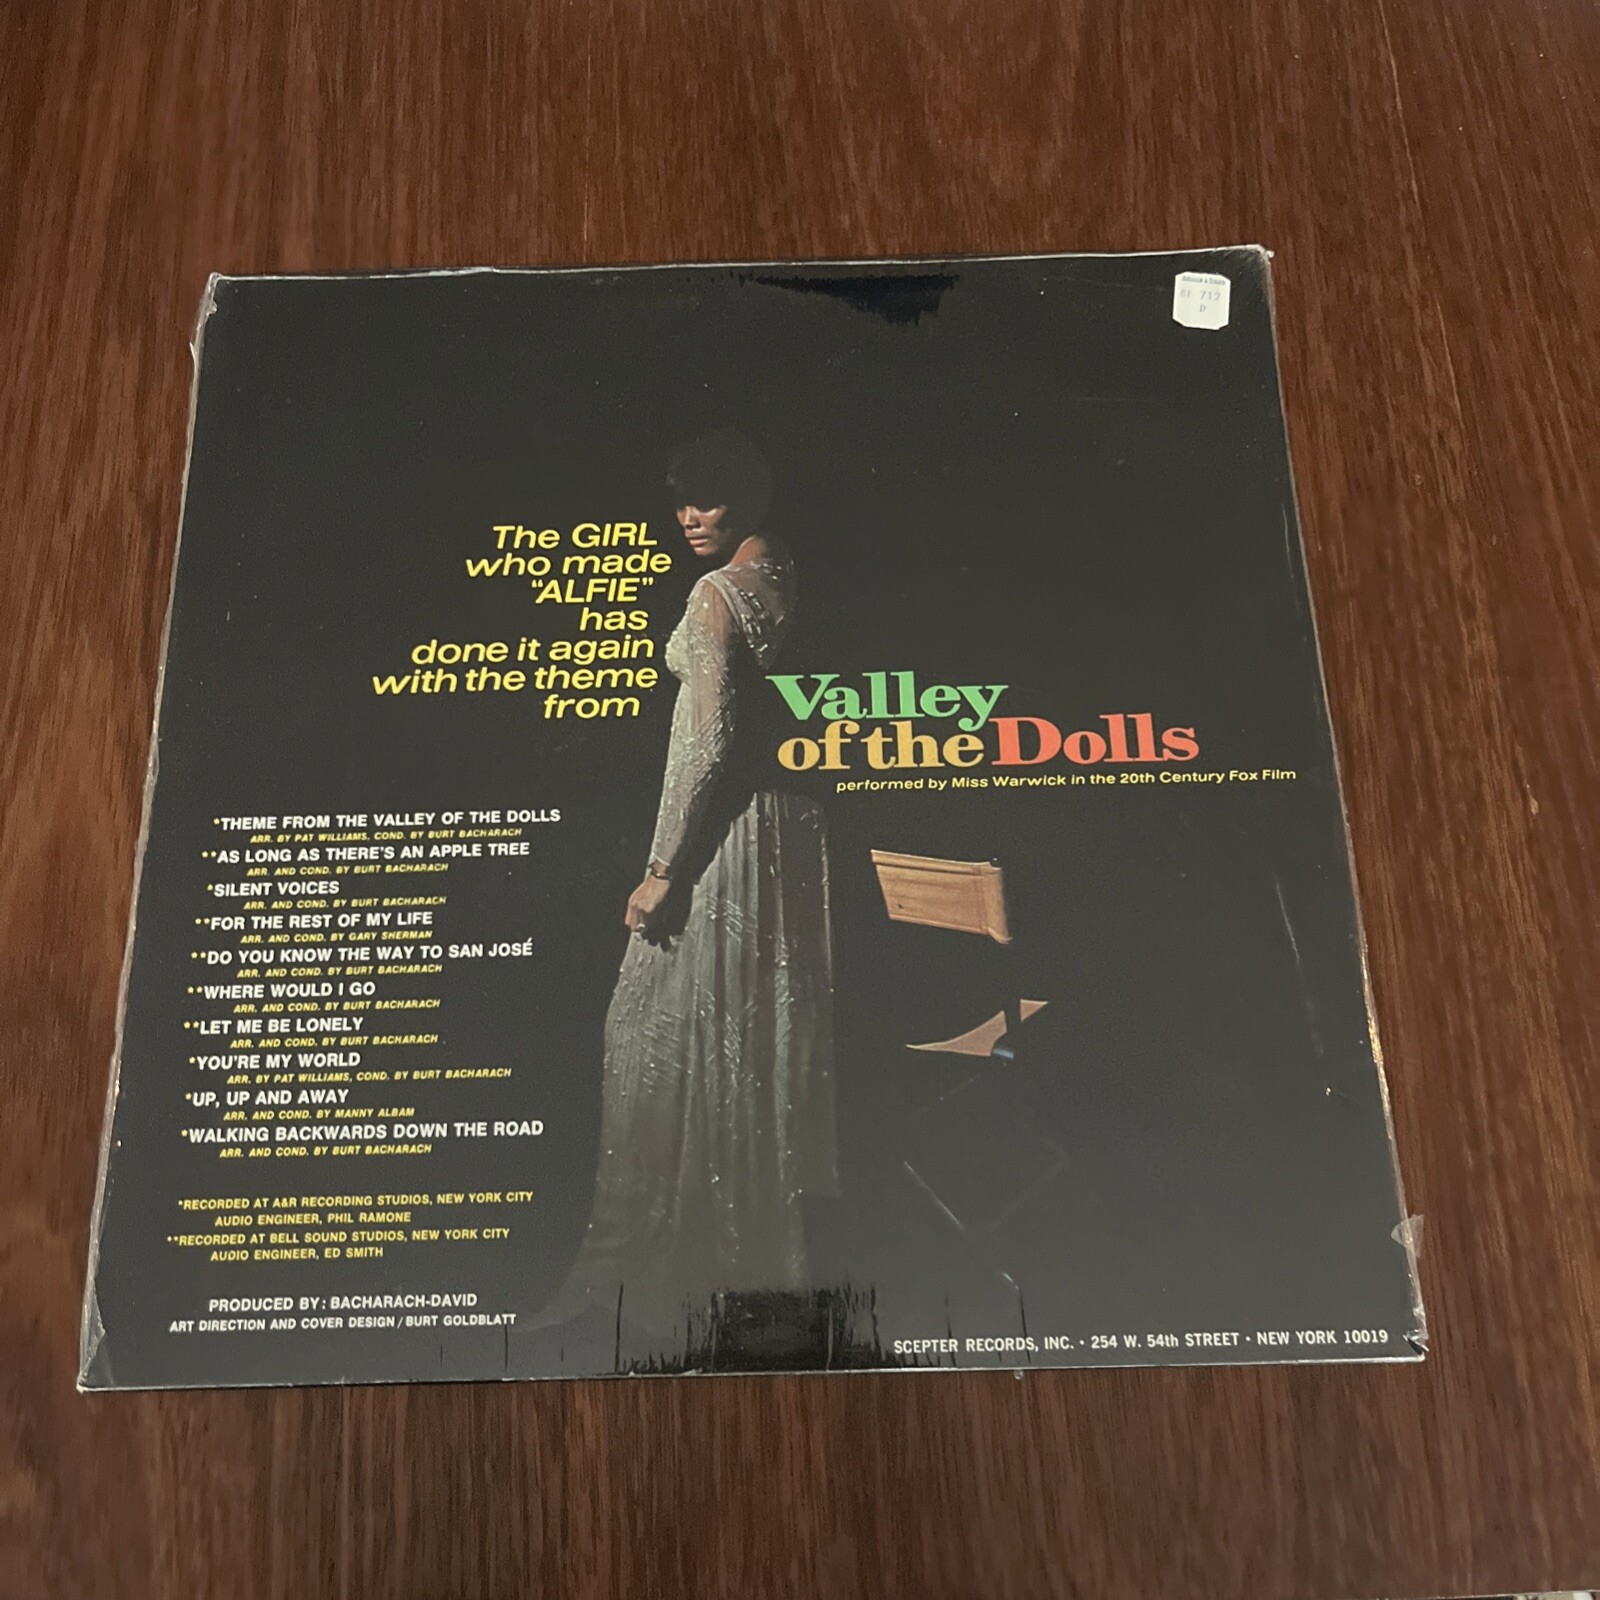 8F 712
D
The GIRL
who made
"ALFIE"
has
done it again
with the theme
from
Valley
of the Dolls
performed by Miss Warwick in the 20th Century Fox Film
*THEME FROM THE VALLEY OF THE DOLLS
ARR. BY PAT WILLIAMS, COND. BY BURT BACHARACH
**AS LONG AS THERE'S AN APPLE TREE
ARR. AND COND. BY BURT BACHARACH
*SILENT VOICES
ARR. AND COND. BY BURT BACHARACH
**FOR THE REST OF MY LIFE
ARR. AND COND. BY GARY SHERMAN
**DO YOU KNOW THE WAY TO SAN JOSÉ
ARR. AND COND. BY BURT BACHARACH
**WHERE WOULD I GO
ARR. AND COND. BY BURT BACHARACH
**LET ME BE LONELY
ARR. AND COND. BY BURT BACHARACH
*YOU'RE MY WORLD
ARR. BY PAT WILLIAMS, COND. BY BURT BACHARACH
*UP, UP AND AWAY
ARR. AND COND. BY MANNY ALBAM
*WALKING BACKWARDS DOWN THE ROAD
ARR. AND COND. BY BURT BACHARACH
*RECORDED AT A&R RECORDING STUDIOS, NEW YORK CITY
AUDIO ENGINEER, PHIL RAMONE
**RECORDED AT BELL SOUND STUDIOS, NEW YORK CITY
AUDIO ENGINEER, ED SMITH
PRODUCED BY: BACHARACH-DAVID
ART DIRECTION AND COVER DESIGN / BURT GOLDBLATT
SCEPTER RECORDS, INC. • 254 W. 54th STREET • NEW YORK 10019